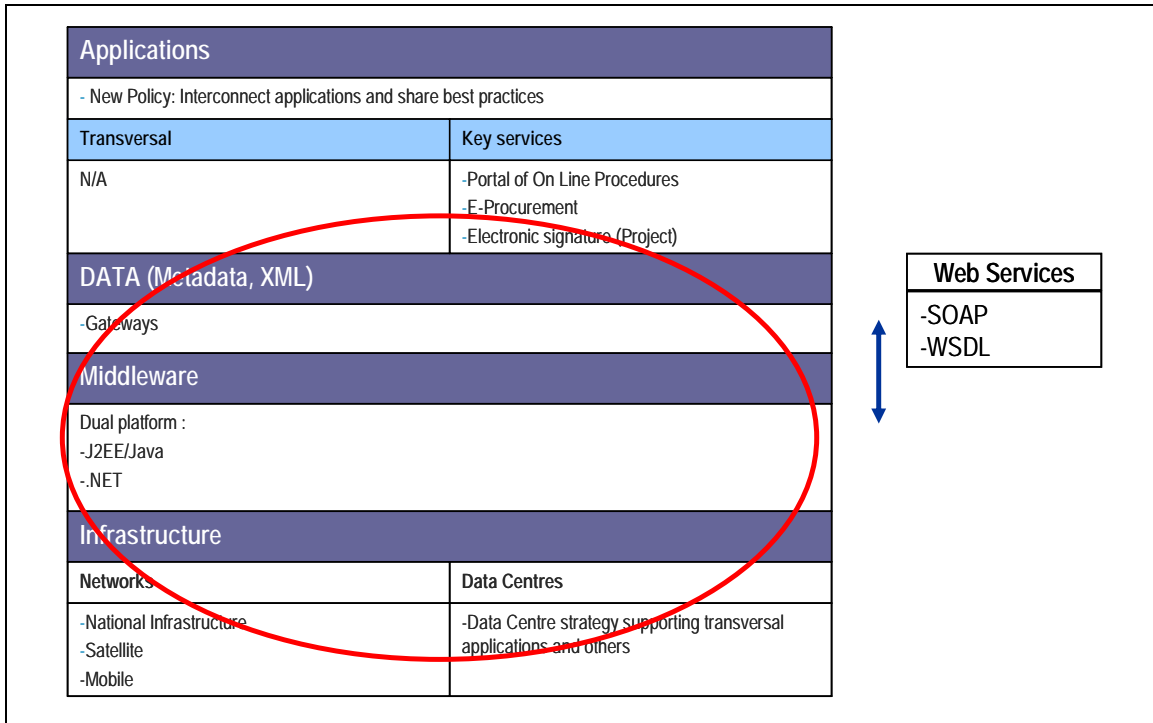 Applications
- New Policy: Interconnect applications and share best practices
Transversal
Key services
N/A
-Portal of On Line Procedures
-E-Procurement
-Electronic signature (Project)
DATA (Metadata, XML)
-Gateways
Middleware
Dual platform :
-J2EE/Java
-.NET
Infrastructure
Networks
Data Centres
-National Infrastructure
-Satellite
-Mobile
-Data Centre strategy supporting transversal
applications and others
Web Services
-SOAP
-WSDL